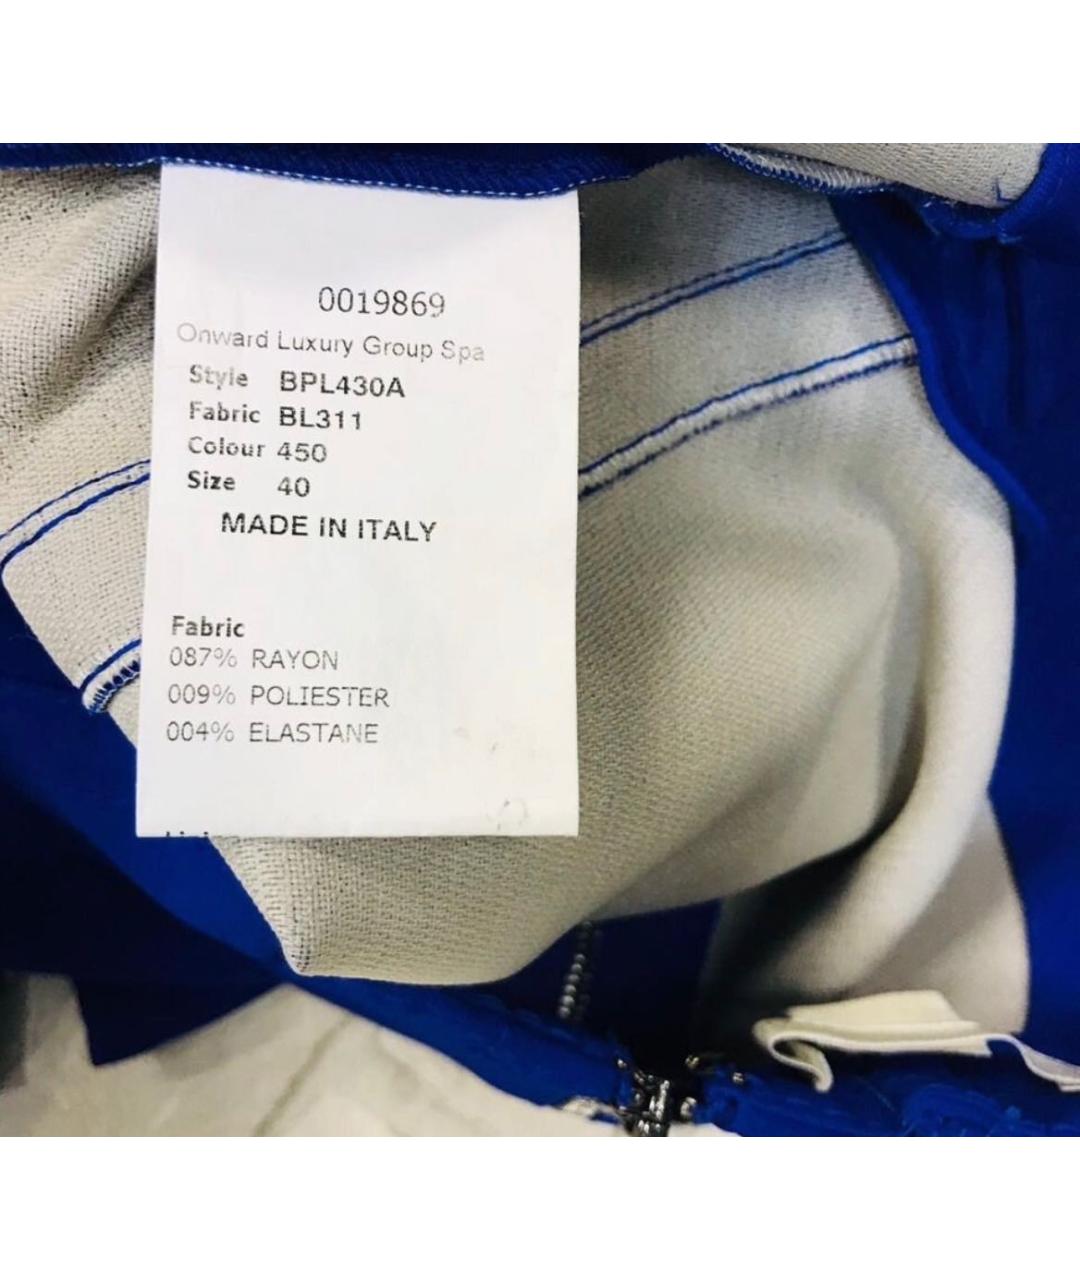 0019869
Onward Luxury Group Spa
Style BPL430A
Fabric BL311
Colour 450
Size 40
MADE IN ITALY
Fabric
087% RAYON
009% POLIESTER
004% ELASTANE